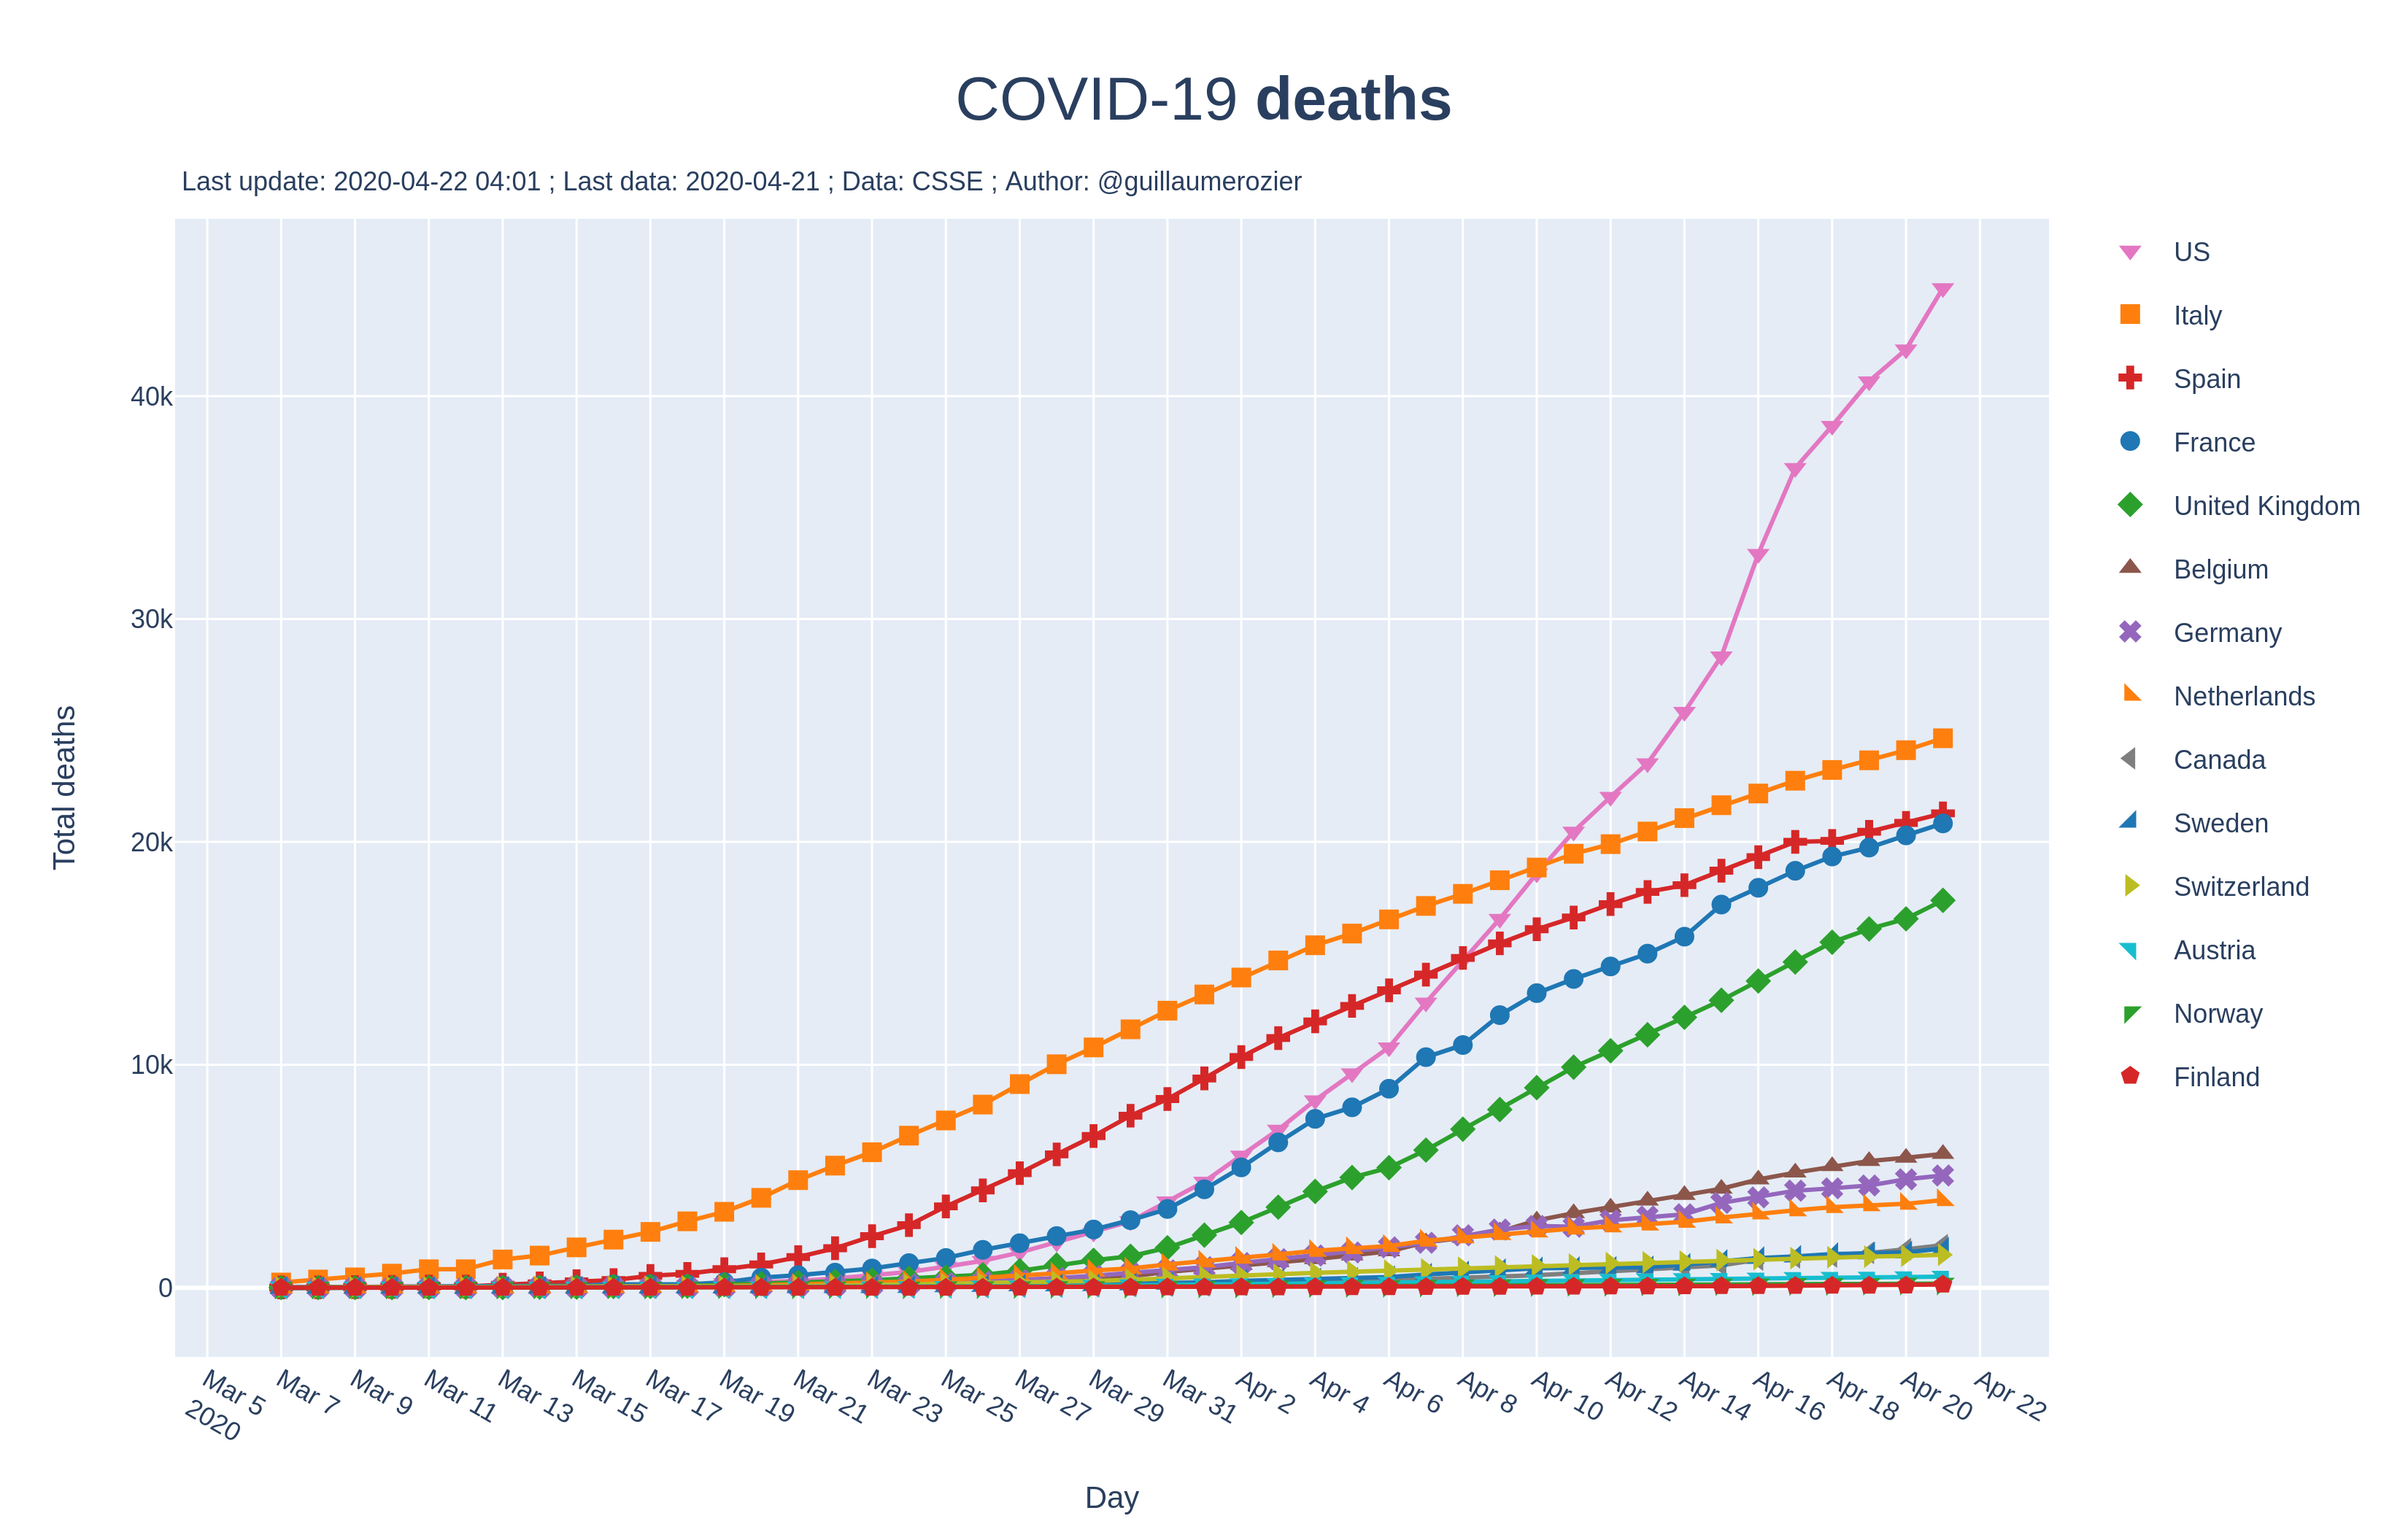 COVID-19 deaths
Last update: 2020-04-22 04:01 ; Last data: 2020-04-21 ; Data: CSSE ; Author: @guillaumerozier
US
Italy
Spain
France
United Kingdom
Belgium
Germany
Netherlands
Canada
Sweden
Switzerland
Austria
Norway
Finland
Total deaths
40k
30k
20k
10k
0
Mar 5
2020
Mar 7
Mar 9
Mar 11
Mar 13
Mar 15
Mar 17
Mar 19
Mar 21
Mar 23
Mar 25
Mar 27
Mar 29
Mar 31
Apr 2
Apr 4
Apr 6
Apr 8
Apr 10
Apr 12
Apr 14
Apr 16
Apr 18
Apr 20
Apr 22
Day